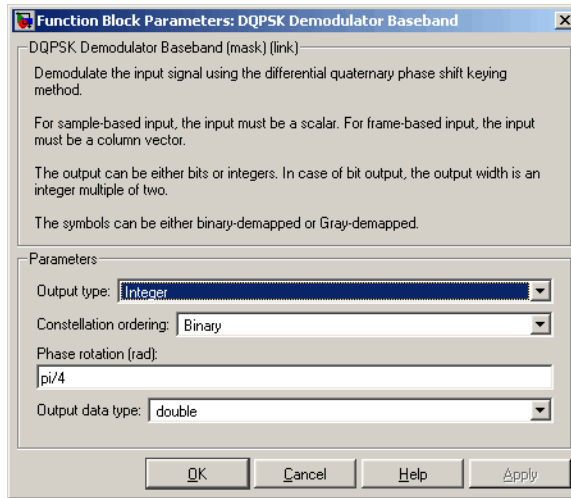 Function Block Parameters: DQPSK Demodulator Baseband
DQPSK Demodulator Baseband (mask) (link)
Demodulate the input signal using the differential quaternary phase shift keying
method.
For sample-based input, the input must be a scalar. For frame-based input, the input
must be a column vector.
The output can be either bits or integers. In case of bit output, the output width is an
integer multiple of two.
The symbols can be either binary-demapped or Gray-demapped.
Parameters
Output type: Integer
Constellation ordering: Binary
Phase rotation (rad):
pi/4
Output data type: double
OK Cancel Help Apply